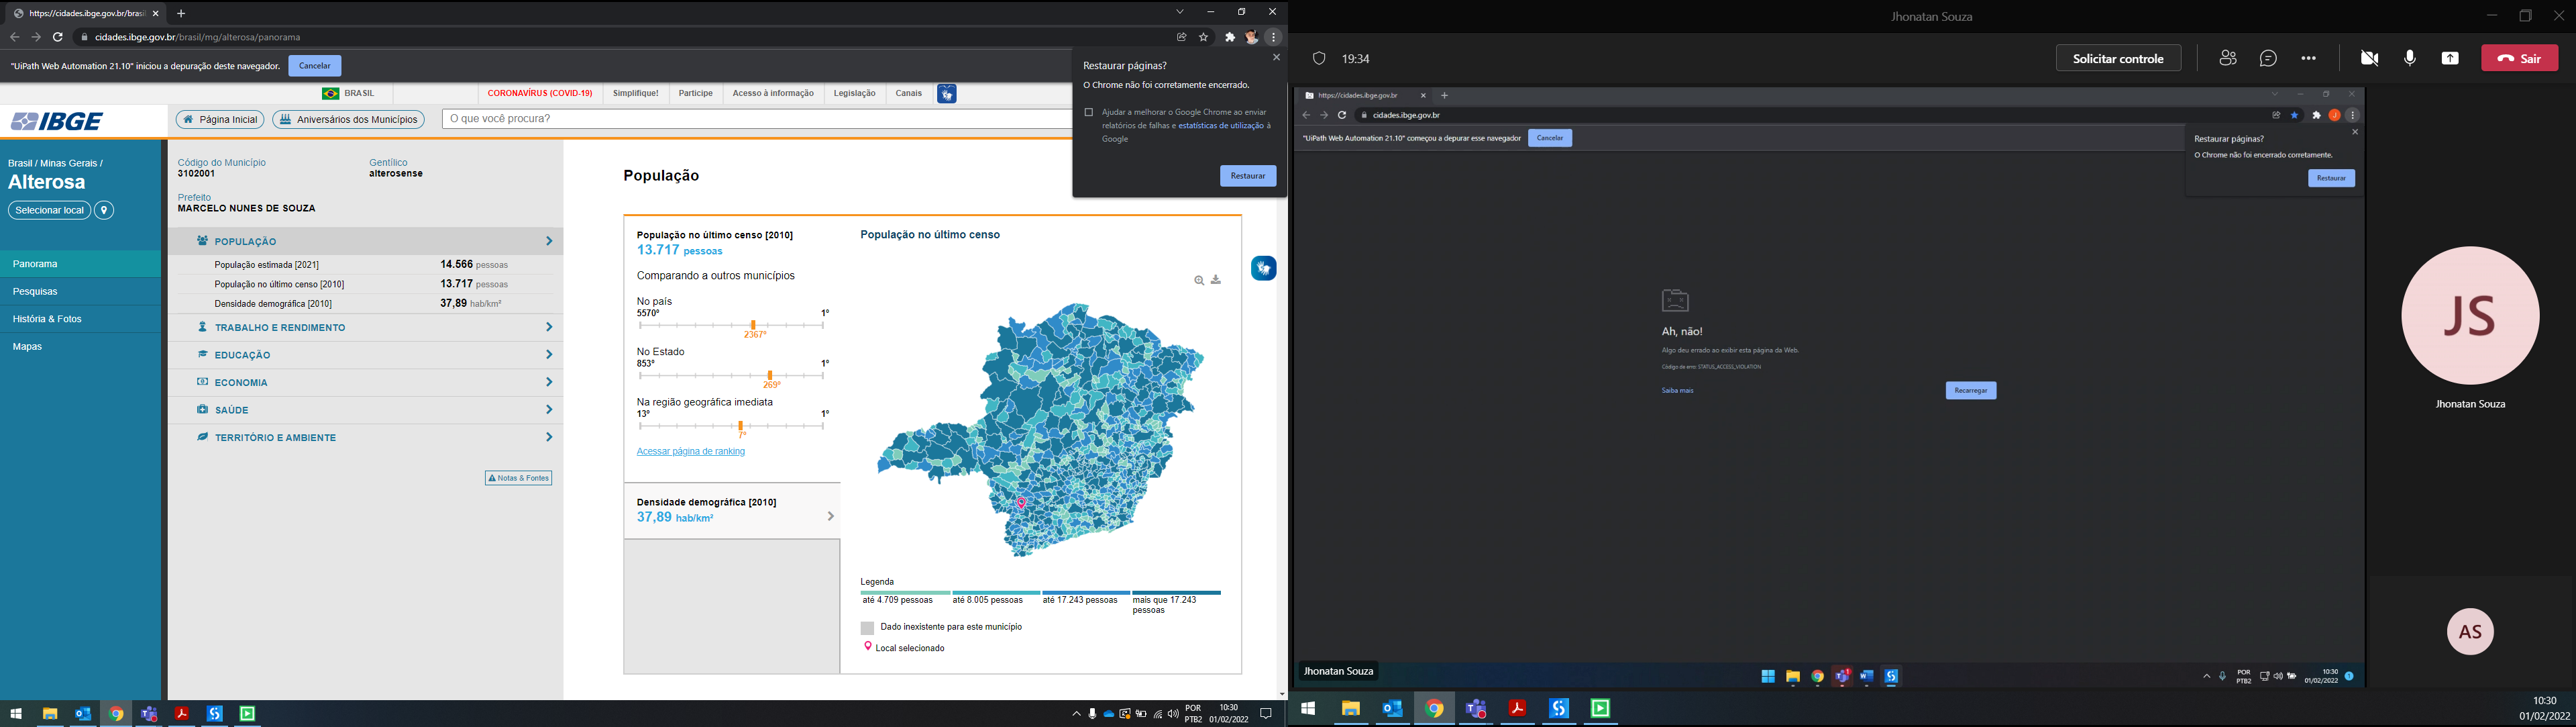 https://cidades.ibge.gov.br/brasil
cidades.ibge.gov.br/brasil/mg/alterosa/panorama
"UiPath Web Automation 21.10" iniciou a depuração deste navegador.
Cancelar
Restaurar páginas?
O Chrome não foi corretamente encerrado.
Ajudar a melhorar o Google Chrome ao enviar
relatórios de falhas e estatísticas de utilização à
Google
Restaurar
BRASIL
CORONAVÍRUS (COVID-19)
Simplifique!
Participe
Acesso à informação
Legislação
Canais
IBGE
Página Inicial
Aniversários dos Municípios
O que você procura?
Brasil / Minas Gerais /
Alterosa
Selecionar local
Panorama
Pesquisas
História & Fotos
Mapas
Código do Município
3102001
Gentílico
alterosense
Prefeito
MARCELO NUNES DE SOUZA
POPULAÇÃO
População estimada [2021] 14.566 pessoas
População no último censo [2010] 13.717 pessoas
Densidade demográfica [2010] 37,89 hab/km²
TRABALHO E RENDIMENTO
EDUCAÇÃO
ECONOMIA
SAÚDE
TERRITÓRIO E AMBIENTE
Notas & Fontes
População
População no último censo [2010]
13.717 pessoas
Comparando a outros municípios
No país
5570º 1º
2367º
No Estado
853º 1º
269º
Na região geográfica imediata
13º 1º
7º
Acessar página de ranking
Densidade demográfica [2010]
37,89 hab/km²
População no último censo
Legenda
até 4.709 pessoas
até 8.005 pessoas
até 17.243 pessoas
mais que 17.243
pessoas
Dado inexistente para este município
Local selecionado
POR
PTB2
10:30
01/02/2022
Jhonatan Souza
19:34
Solicitar controle
Sair
https://cidades.ibge.gov.br
cidades.ibge.gov.br
J
"UiPath Web Automation 21.10" começou a depurar esse navegador
Cancelar
Restaurar páginas?
O Chrome não foi encerrado corretamente.
Restaurar
Ah, não!
Algo deu errado ao exibir esta página da Web.
Código de erro: STATUS_ACCESS_VIOLATION
Saiba mais
Recarregar
JS
Jhonatan Souza
AS
Jhonatan Souza
POR
PTB2
10:30
01/02/2022
10:30
01/02/2022